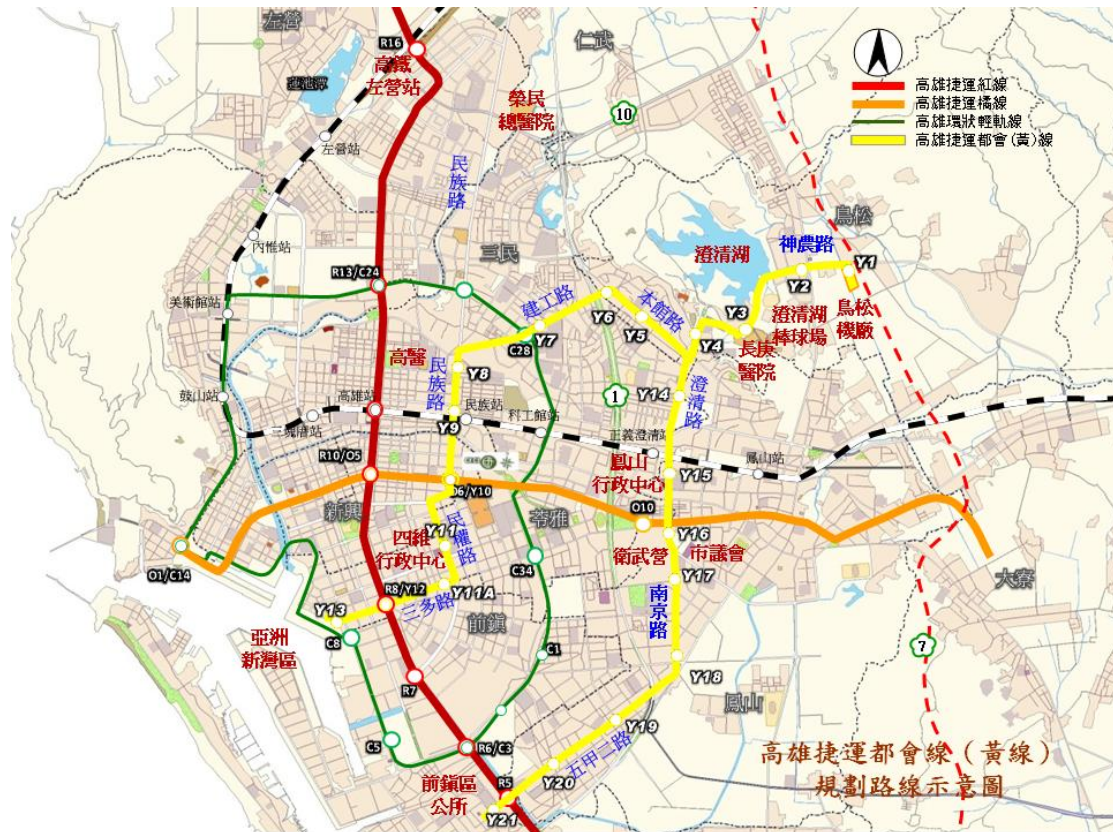 左營
R16
高鐵
左營站
蓮池潭
左營站
榮民
總醫院
仁武
10
高雄捷運紅線
高雄捷運橘線
高雄環狀輕軌線
高雄捷運都會(黃)線
民族路
內惟站
三民
澄清湖
神農路
鳥松
Y1
Y2
R13/C24
美術館站
建工路
本館路
Y6
Y5
Y3
Y4
澄清湖
棒球場
鳥松
機廠
長庚
醫院
Y7
C28
高醫
民族路
Y8
鼓山站
高雄站
民族站
科工館站
1
Y14
澄清路
三塊厝站
Y9
正義澄清站
鳳山站
R10/O5
鳳山
行政中心
Y15
O6/Y10
新興
Y11
民權路
苓雅
O10
Y16
四維
行政中心
衛武營
市議會
O1/C14
C34
Y17
大寮
R8/Y12
Y11A
三多路
南京路
Y13
前鎮
亞洲
新灣區
C8
C1
7
R7
Y18
鳳山
C5
R6/C3
Y19
五甲二路
Y20
前鎮區
公所
R5
Y21
高雄捷運都會線（黃線）
規劃路線示意圖